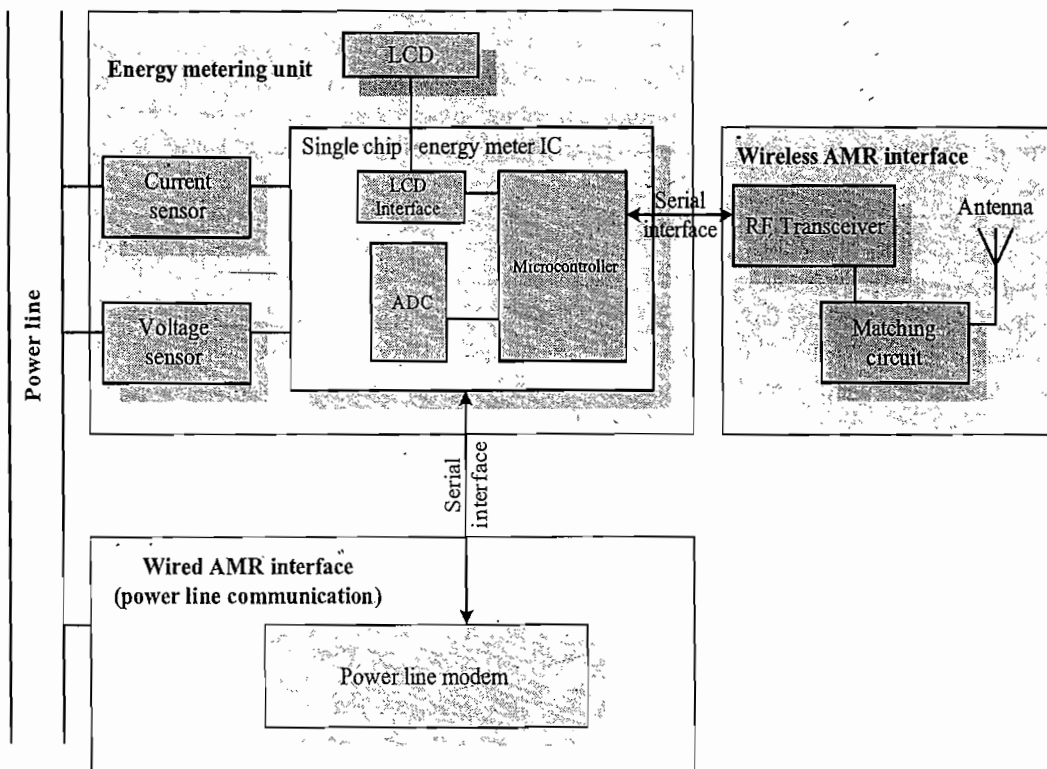 LCD
Energy metering unit
Single chip energy meter IC
Current
sensor
LCD
Interface
Microcontroller
ADC
Voltage
sensor
Power line
Serial
interface
Wireless AMR interface
RF Transceiver
Antenna
Matching
circuit
Serial
interface
Wired AMR interface
(power line communication)
Power line modem